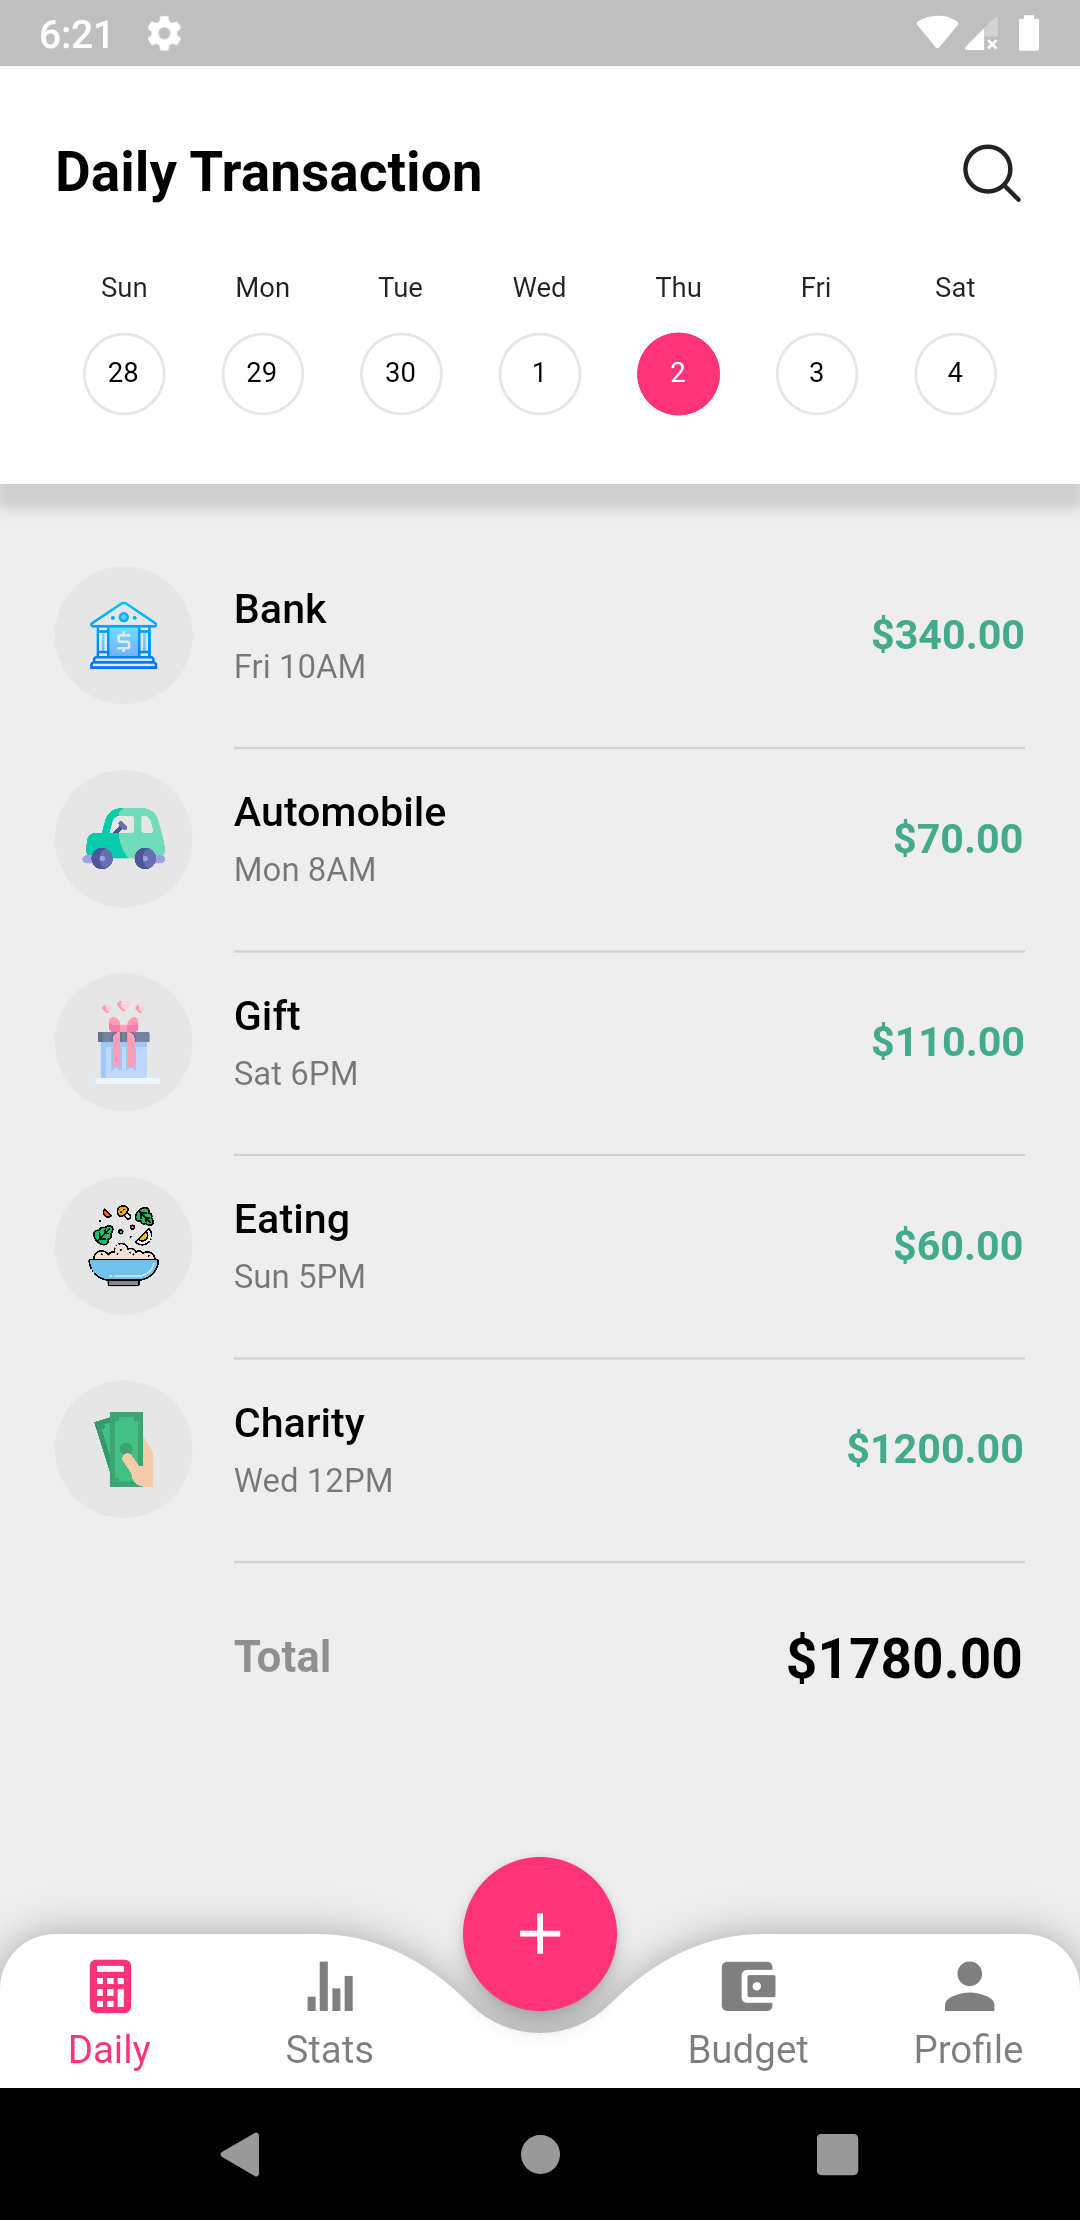 6:21
Daily Transaction
Sun Mon Tue Wed Thu Fri Sat
28 29 30 1 2 3 4
Bank
Fri 10AM
$340.00
Automobile
Mon 8AM
$70.00
Gift
Sat 6PM
$110.00
Eating
Sun 5PM
$60.00
Charity
Wed 12PM
$1200.00
Total $1780.00
Daily Stats Budget Profile